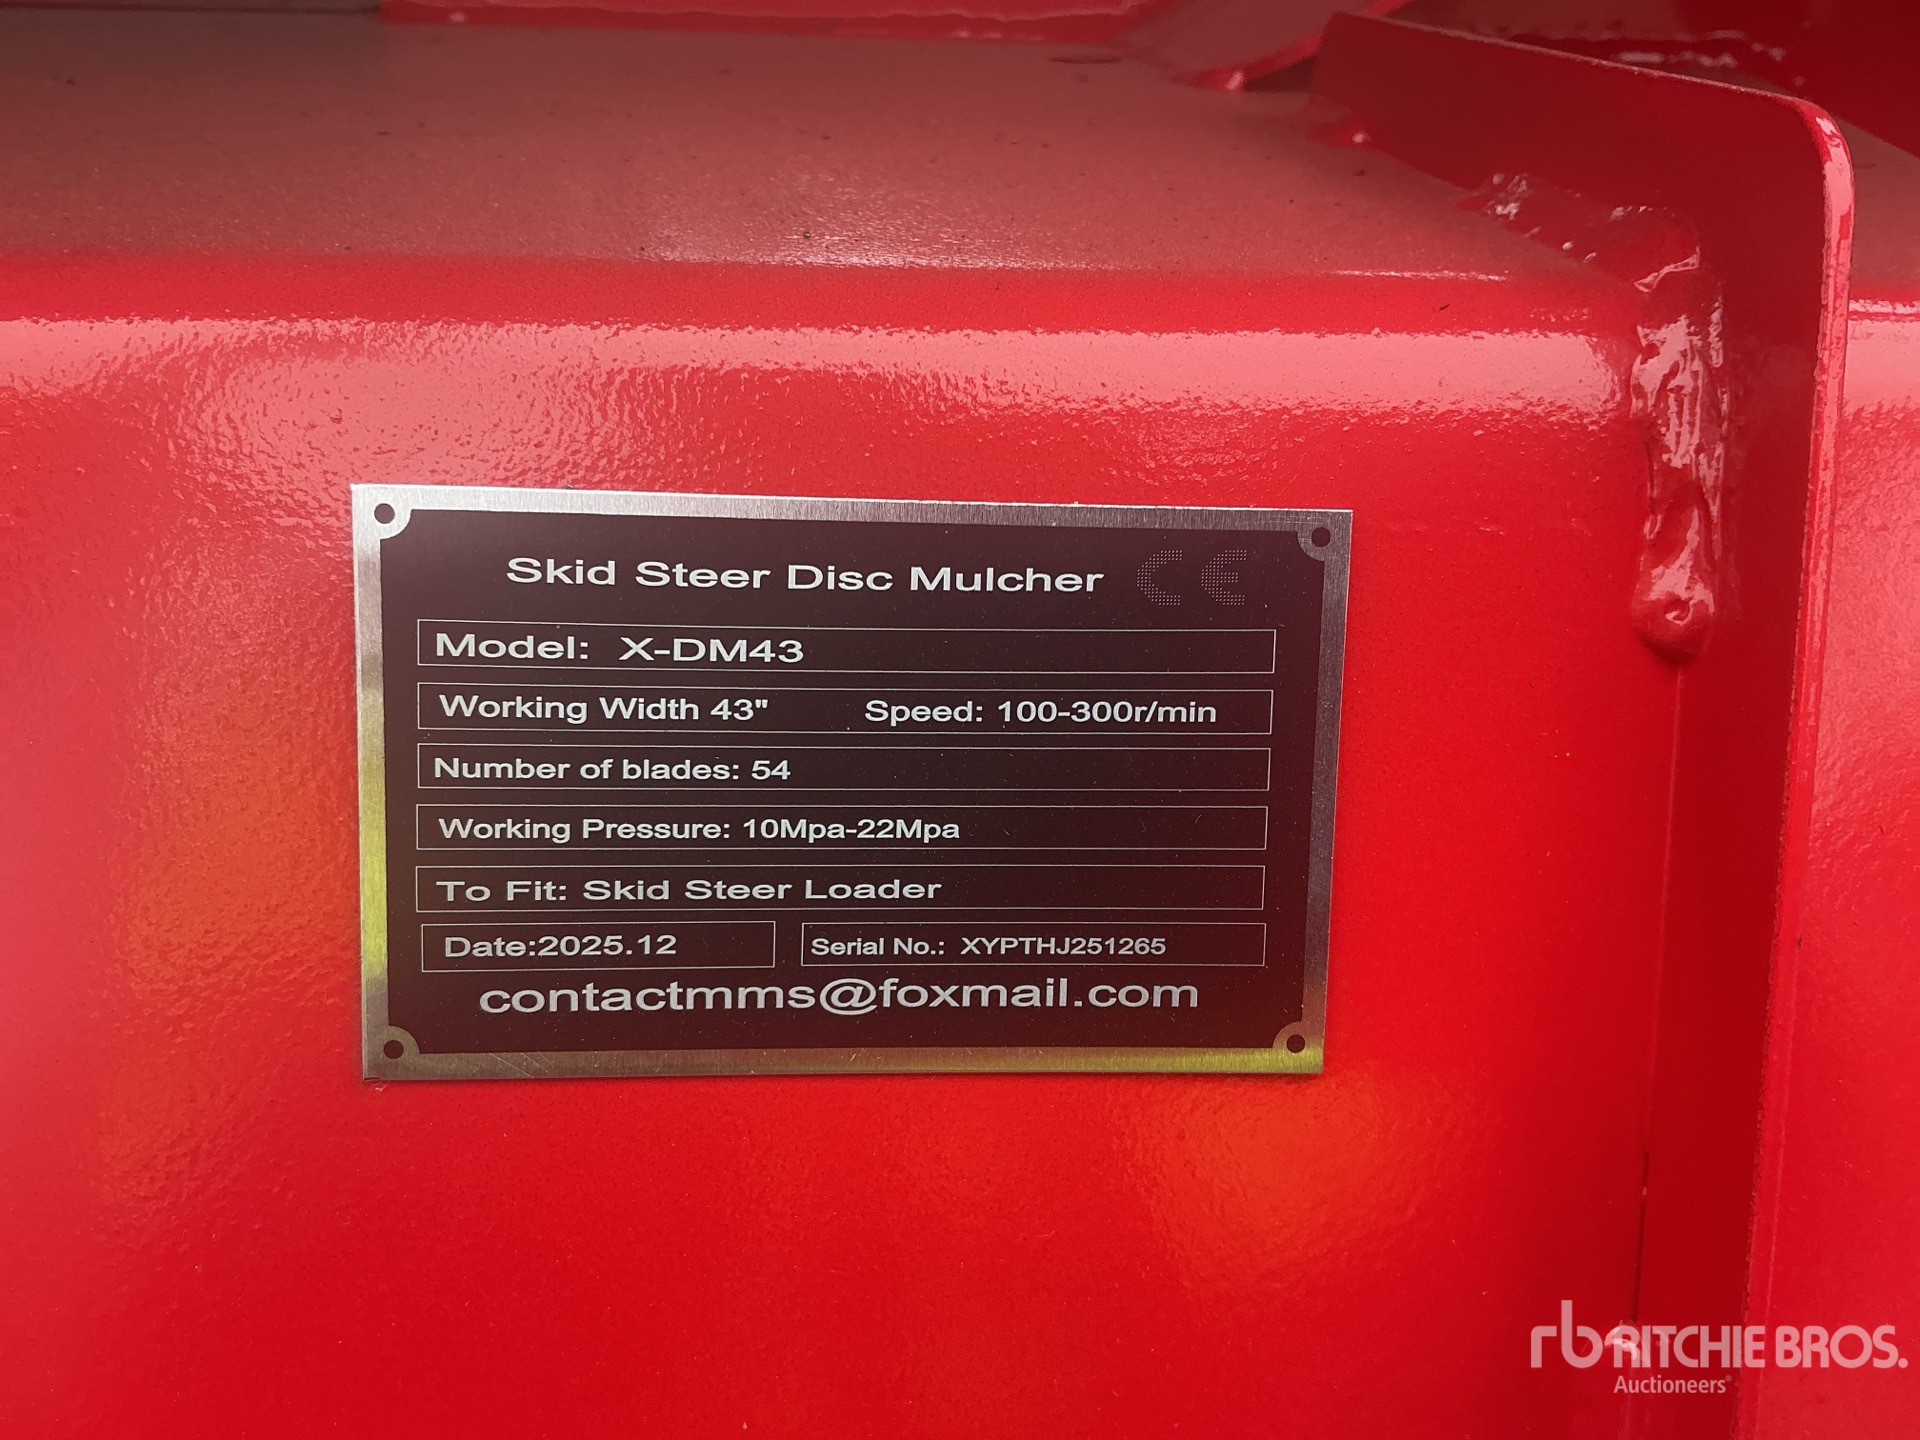 Skid Steer Disc Mulcher CE
Model: X-DM43
Working Width 43" Speed: 100-300r/min
Number of blades: 54
Working Pressure: 10Mpa-22Mpa
To Fit: Skid Steer Loader
Date:2025.12 Serial No.: XYPTHJ251265
contactmms@foxmail.com
rb RITCHIE BROS.
Auctioneers